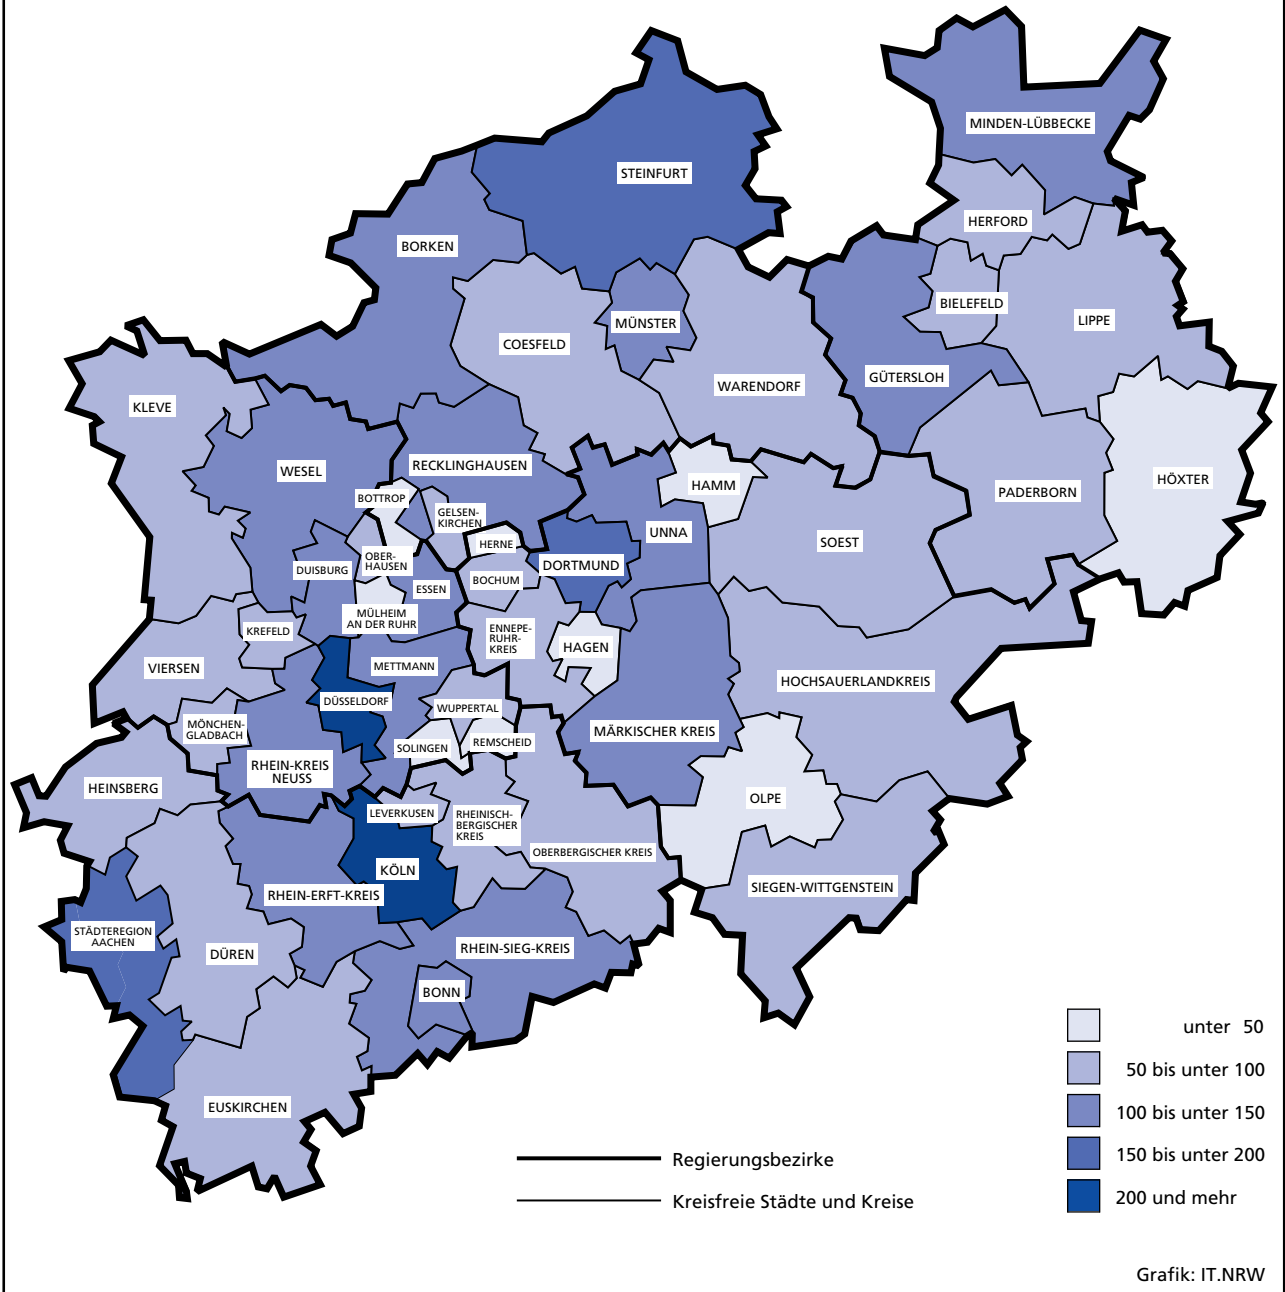 MINDEN-LÜBBECKE
STEINFURT
HERFORD
BORKEN
BIELEFELD
LIPPE
MÜNSTER
COESFELD
GÜTERSLOH
WARENDORF
KLEVE
RECKLINGHAUSEN
WESEL
HÖXTER
HAMM
PADERBORN
BOTTROP
GELSEN-
KIRCHEN
UNNA
SOEST
HERNE
OBER-
HAUSEN
DORTMUND
DUISBURG
BOCHUM
ESSEN
MÜLHEIM
AN DER RUHR
KREFELD
ENNEPE-
RUHR-
KREIS
HAGEN
VIERSEN
METTMANN
HOCHSAUERLANDKREIS
DÜSSELDORF
WUPPERTAL
MÖNCHEN-
GLADBACH
MÄRKISCHER KREIS
SOLINGEN
REMSCHEID
RHEIN-KREIS
NEUSS
HEINSBERG
OLPE
LEVERKUSEN
RHEINISCH-
BERGISCHER
KREIS
OBERBERGISCHER KREIS
KÖLN
SIEGEN-WITTGENSTEIN
RHEIN-ERFT-KREIS
STÄDTEREGION
AACHEN
RHEIN-SIEG-KREIS
DÜREN
BONN
EUSKIRCHEN
unter 50
50 bis unter 100
100 bis unter 150
150 bis unter 200
200 und mehr
Regierungsbezirke
Kreisfreie Städte und Kreise
Grafik: IT.NRW